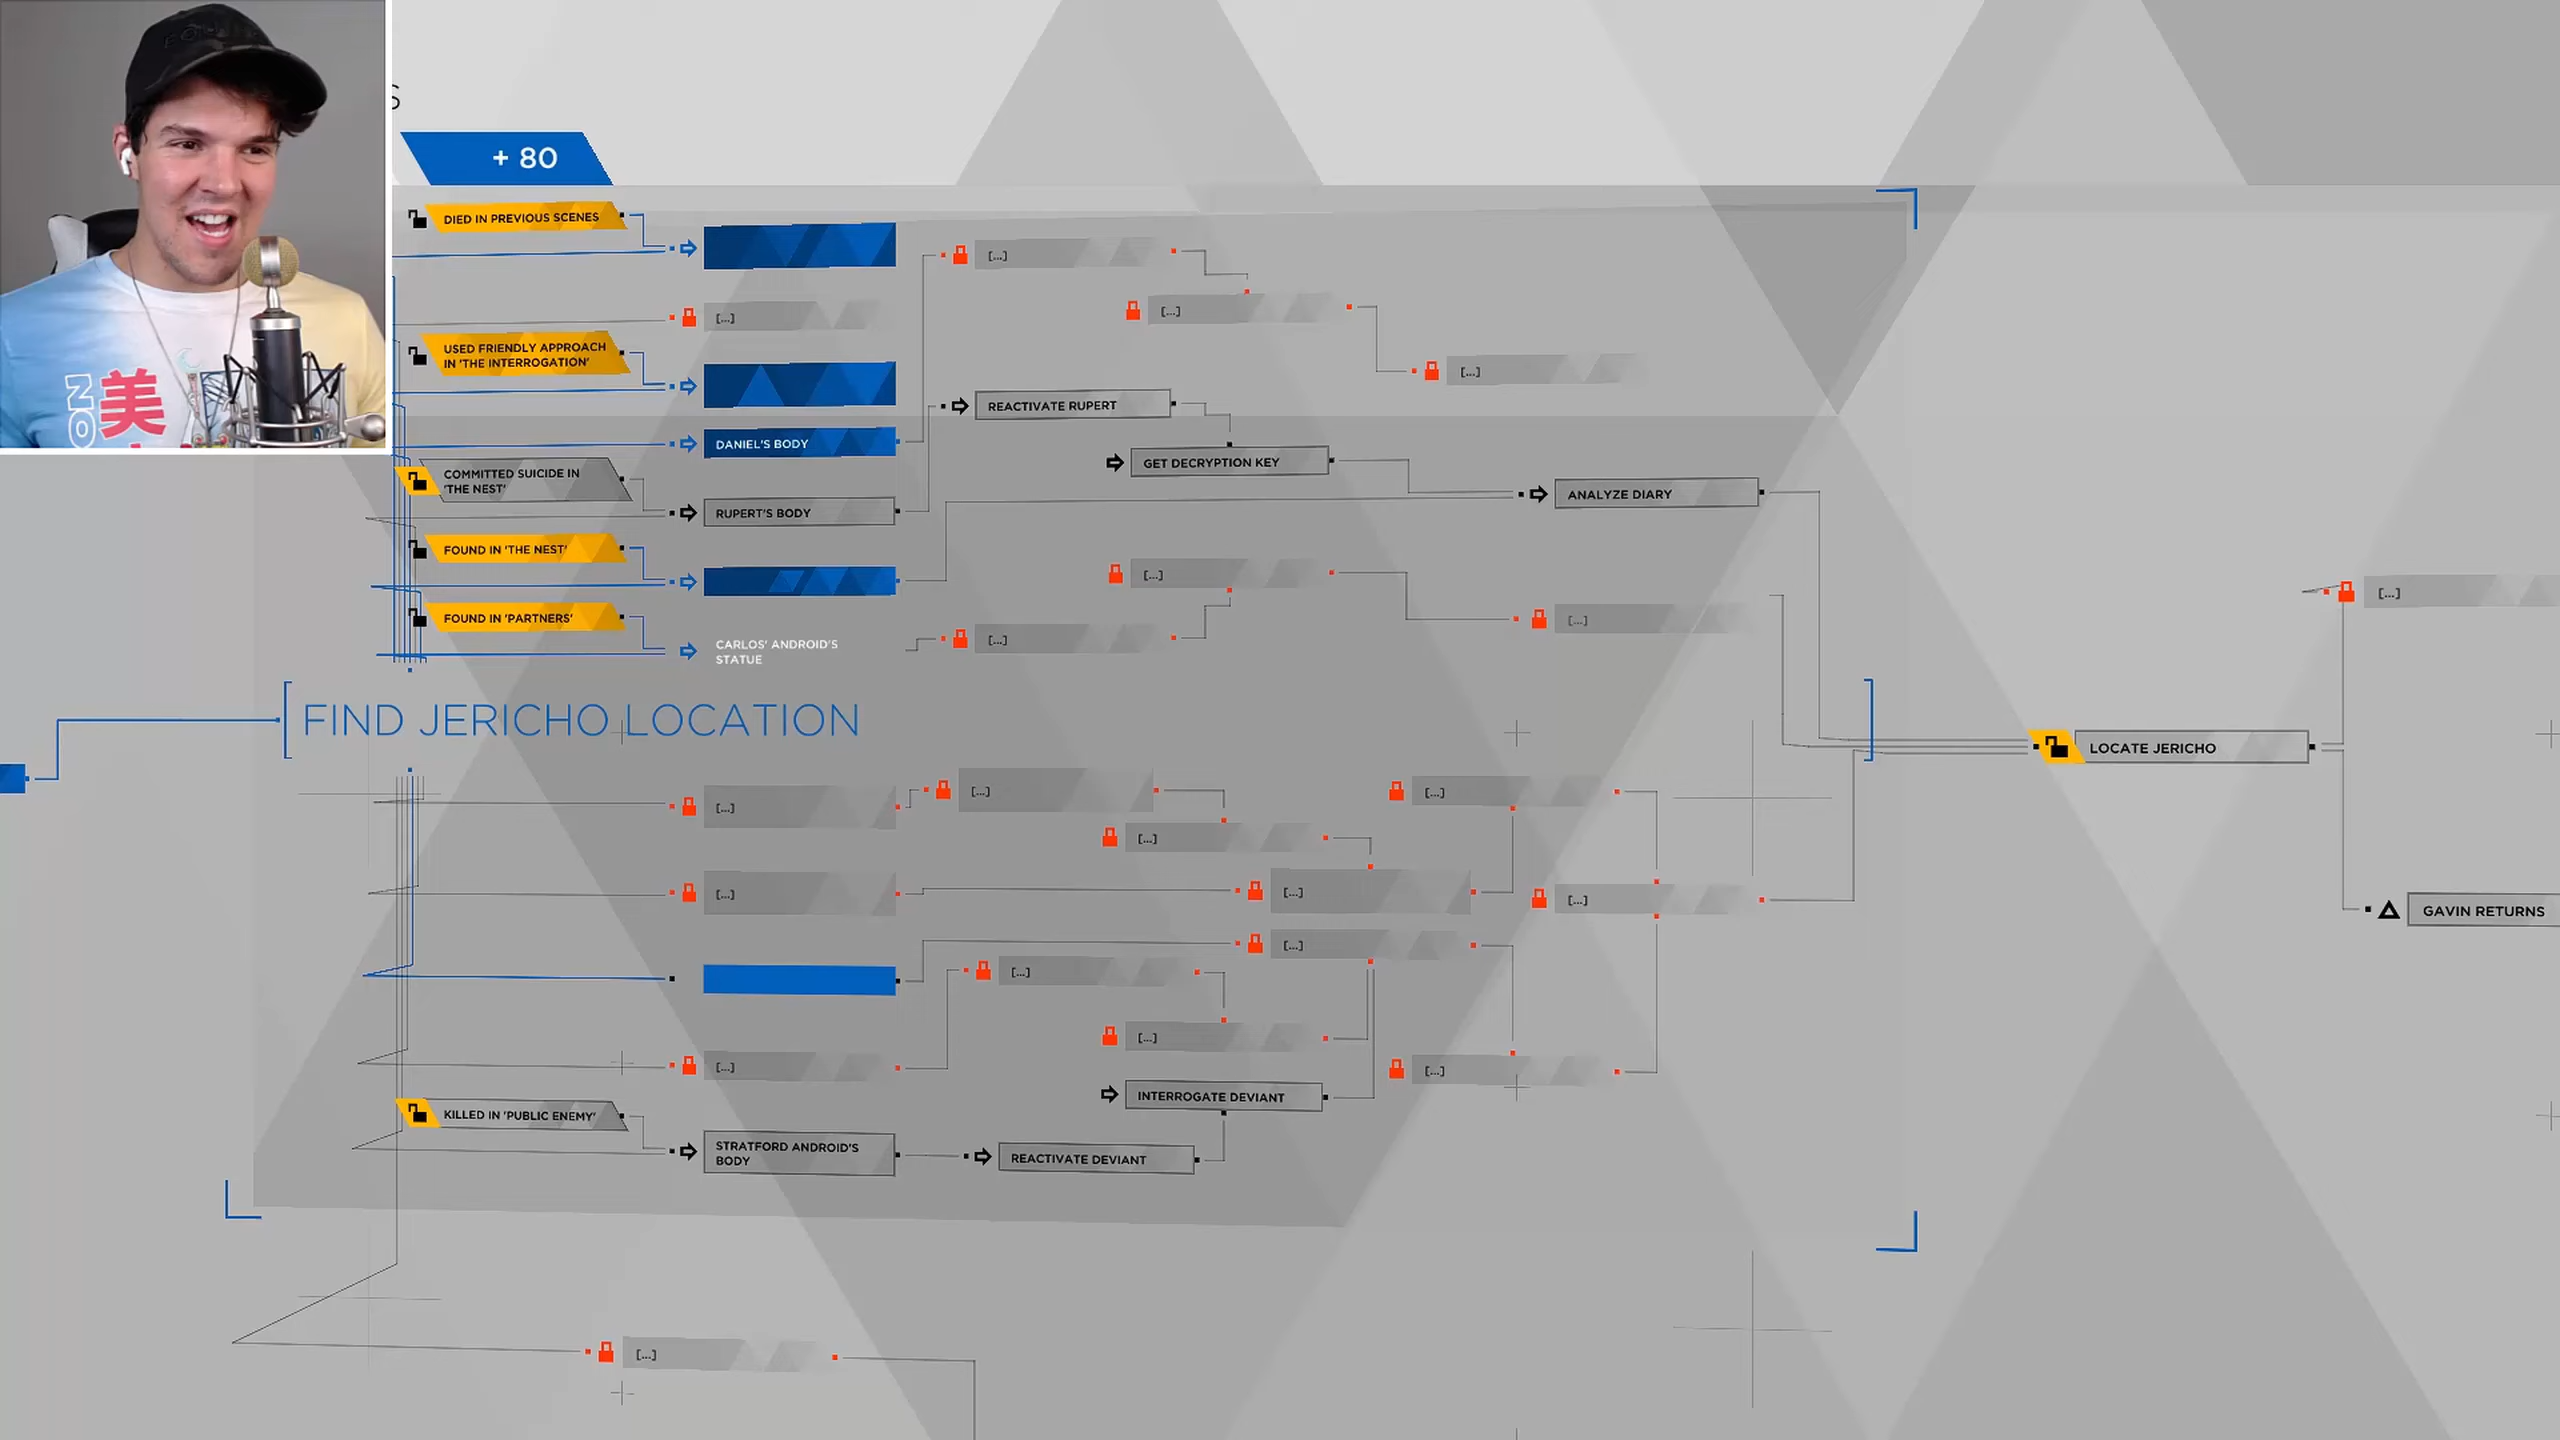 S
+ 80
DIED IN PREVIOUS SCENES
[...]
[...]
[...]
USED FRIENDLY APPROACH
IN 'THE INTERROGATION'
[...]
REACTIVATE RUPERT
DANIEL'S BODY
GET DECRYPTION KEY
COMMITTED SUICIDE IN
'THE NEST'
ANALYZE DIARY
RUPERT'S BODY
FOUND IN 'THE NEST'
[...]
[...]
FOUND IN 'PARTNERS'
[...]
[...]
CARLOS' ANDROID'S
STATUE
FIND JERICHO LOCATION
LOCATE JERICHO
[...]
[...]
[...]
[...]
[...]
[...]
[...]
GAVIN RETURNS
[...]
[...]
[...]
[...]
[...]
INTERROGATE DEVIANT
KILLED IN 'PUBLIC ENEMY'
STRATFORD ANDROID'S
BODY
REACTIVATE DEVIANT
[...]
美
NO